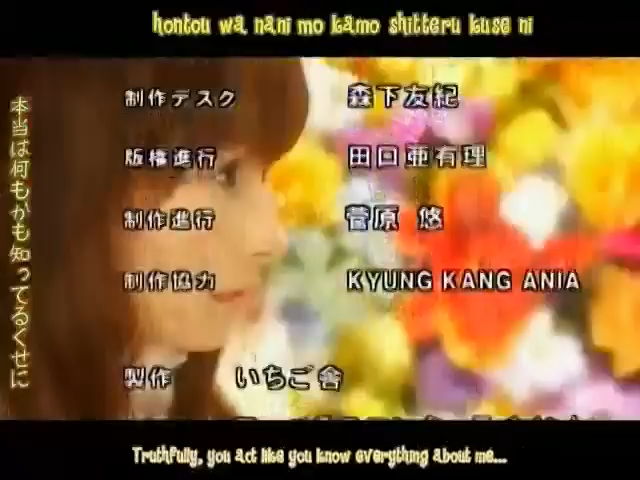 hontou wa nani mo kamo shitteru kuse ni
本当は何もかも知ってるくせに
制作デスク 森下友紀
版権進行 田口亜有理
制作進行 菅原 悠
制作協力 KYUNG KANG ANIA
製作 いちご舎
Truthfully, you act like you know everything about me...